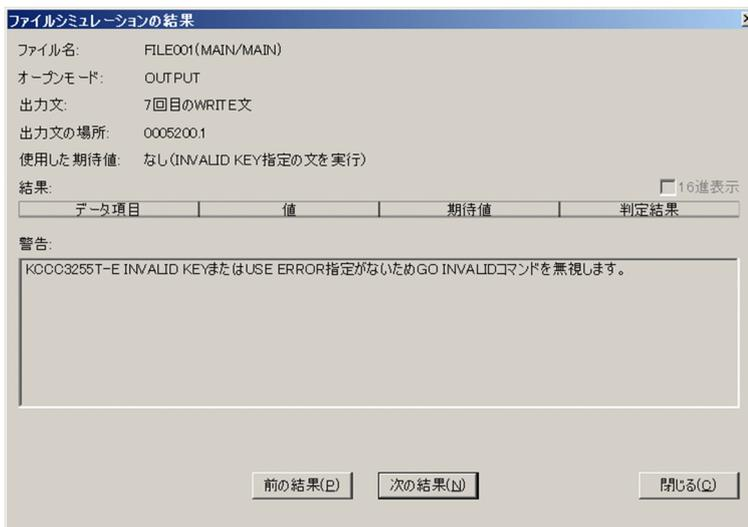 ファイルシミュレーションの結果
ファイル名: FILE001(MAIN/MAIN)
オープンモード: OUTPUT
出力文: 7回目のWRITE文
出力文の場所: 0005200.1
使用した期待値: なし(INVALID KEY指定の文を実行)
結果: 16進表示
データ項目 値 期待値 判定結果
警告:
KCCC3255T-E INVALID KEYまたはUSE ERROR指定がないためGO INVALIDコマンドを無視します。
前の結果(P) 次の結果(N) 閉じる(C)